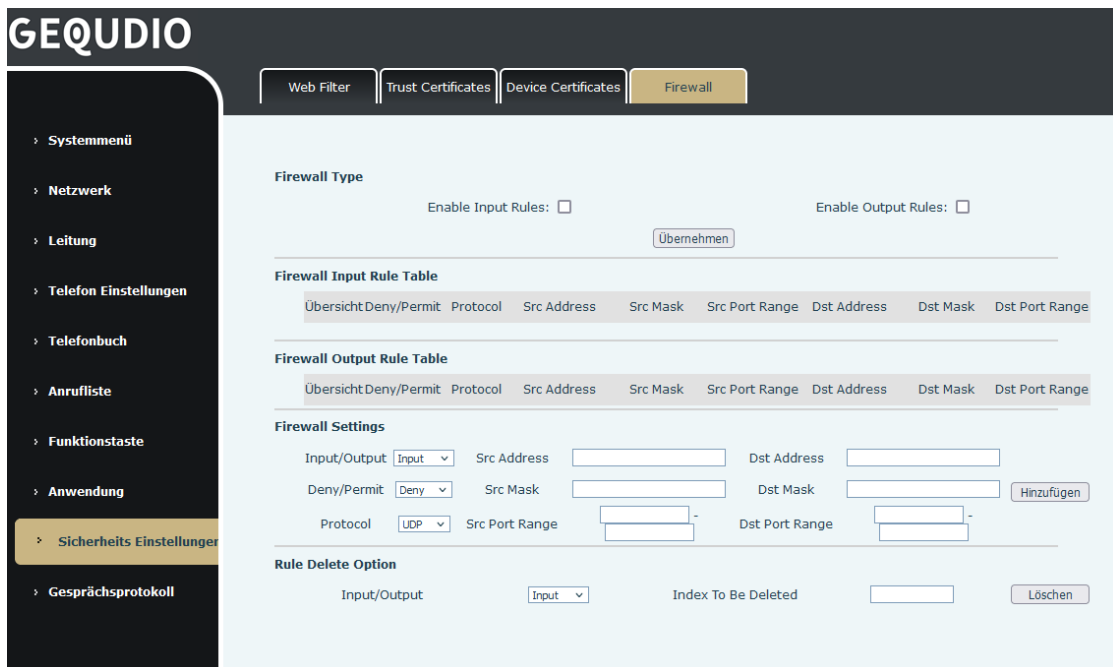 GEQUDIO
Web Filter Trust Certificates Device Certificates Firewall
Systemmenü
Netzwerk
Leitung
Telefon Einstellungen
Telefonbuch
Anrufliste
Funktionstaste
Anwendung
Sicherheits Einstellungen
Gesprächsprotokoll
Firewall Type
Enable Input Rules: Enable Output Rules:
Übernehmen
Firewall Input Rule Table
Übersicht Deny/Permit Protocol Src Address Src Mask Src Port Range Dst Address Dst Mask Dst Port Range
Firewall Output Rule Table
Übersicht Deny/Permit Protocol Src Address Src Mask Src Port Range Dst Address Dst Mask Dst Port Range
Firewall Settings
Input/Output Input Src Address Dst Address
Deny/Permit Deny Src Mask Dst Mask Hinzufügen
Protocol UDP Src Port Range - Dst Port Range -
Rule Delete Option
Input/Output Input Index To Be Deleted Löschen